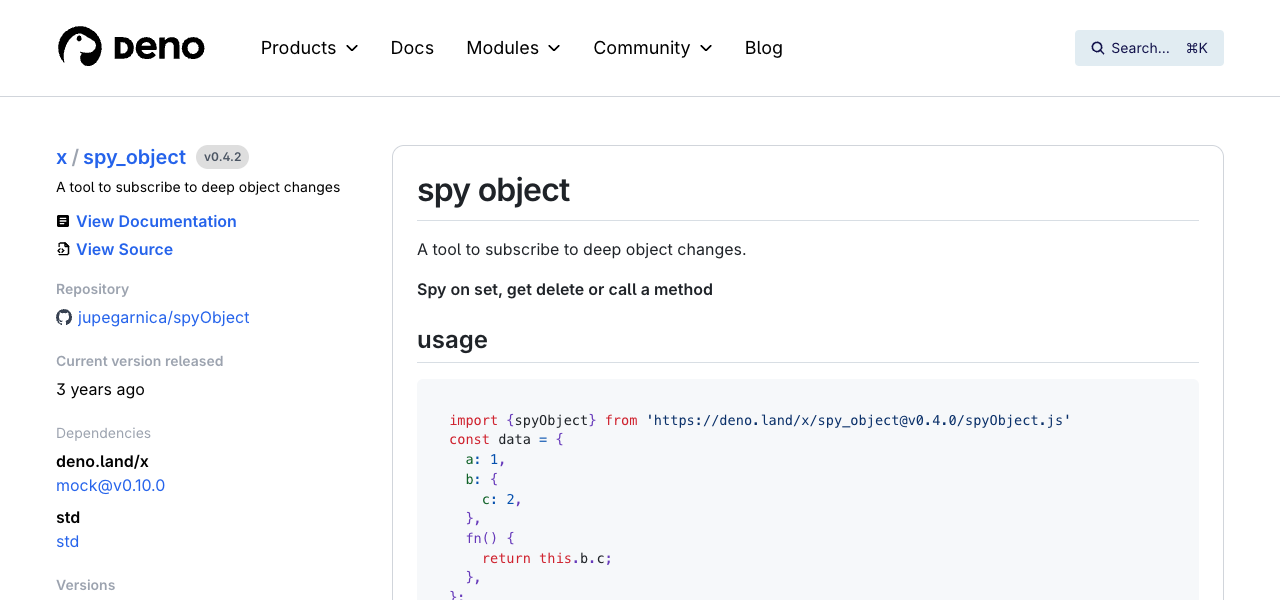 DENO
Products
Docs
Modules
Community
Blog
Search... ⌘K
x / spy_object v0.4.2
A tool to subscribe to deep object changes
View Documentation
View Source
Repository
jupegarnica/spyObject
Current version released
3 years ago
Dependencies
deno.land/x
mock@v0.10.0
std
std
Versions
spy object
A tool to subscribe to deep object changes.
Spy on set, get delete or call a method
usage
import {spyObject} from 'https://deno.land/x/spy_object@v0.4.0/spyObject.js'
const data = {
  a: 1,
  b: {
    c: 2,
  },
  fn() {
    return this.b.c;
  },
};